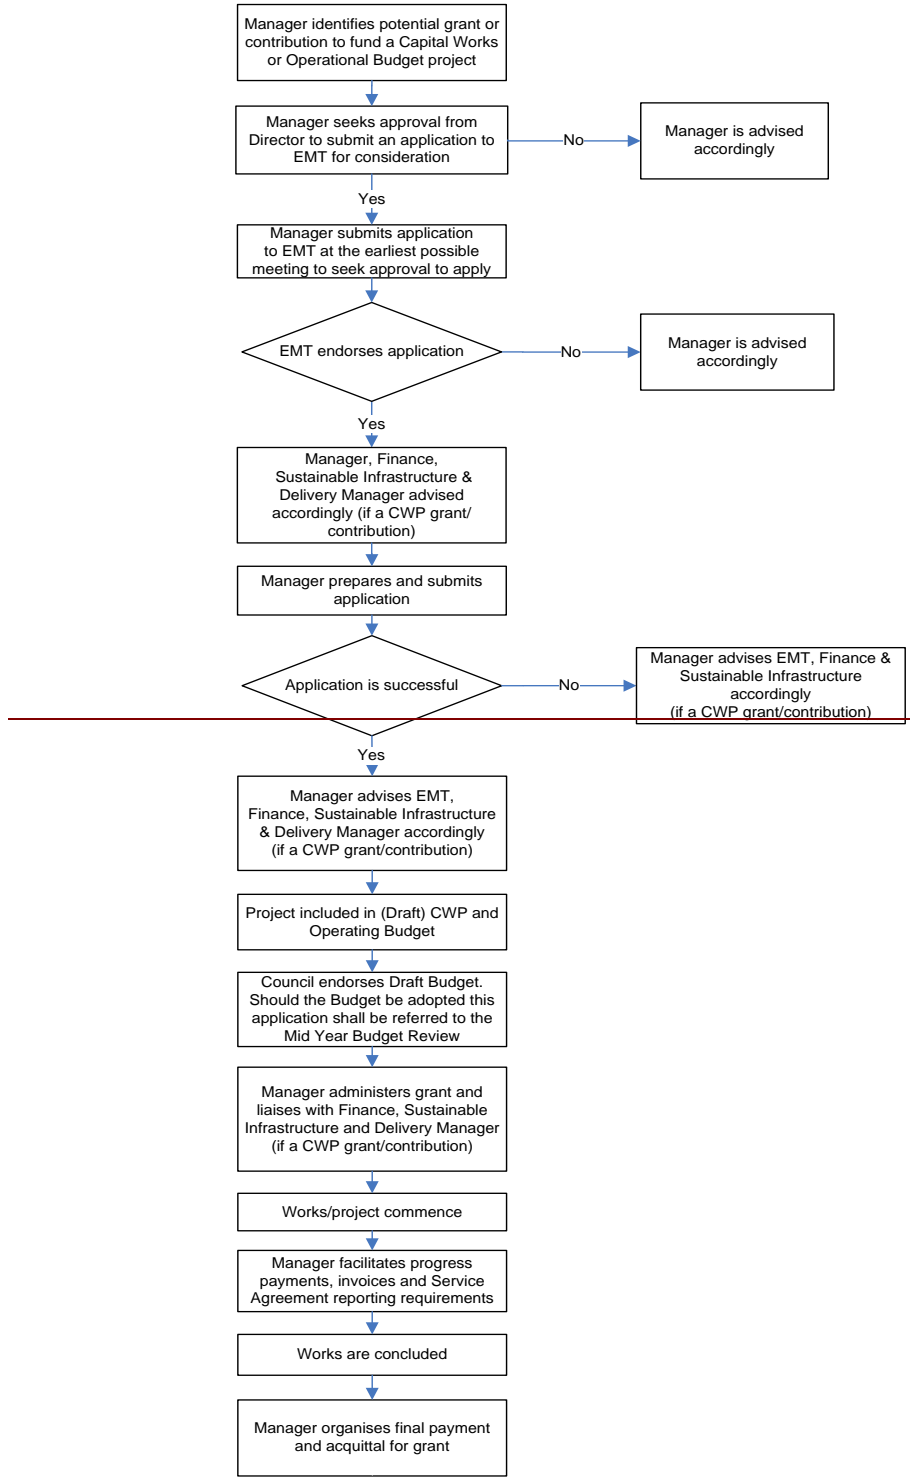 Manager identifies potential grant or
contribution to fund a Capital Works
or Operational Budget project
Manager seeks approval from
Director to submit an application to
EMT for consideration
No
Manager is advised
accordingly
Yes
Manager submits application
to EMT at the earliest possible
meeting to seek approval to apply
EMT endorses application
No
Manager is advised
accordingly
Yes
Manager, Finance,
Sustainable Infrastructure &
Delivery Manager advised
accordingly (if a CWP grant/
contribution)
Manager prepares and submits
application
Application is successful
No
Manager advises EMT, Finance &
Sustainable Infrastructure
accordingly
(if a CWP grant/contribution)
Yes
Manager advises EMT,
Finance, Sustainable Infrastructure
& Delivery Manager accordingly
(if a CWP grant/contribution)
Project included in (Draft) CWP and
Operating Budget
Council endorses Draft Budget.
Should the Budget be adopted this
application shall be referred to the
Mid Year Budget Review
Manager administers grant and
liaises with Finance, Sustainable
Infrastructure and Delivery Manager
(if a CWP grant/contribution)
Works/project commence
Manager facilitates progress
payments, invoices and Service
Agreement reporting requirements
Works are concluded
Manager organises final payment
and acquittal for grant